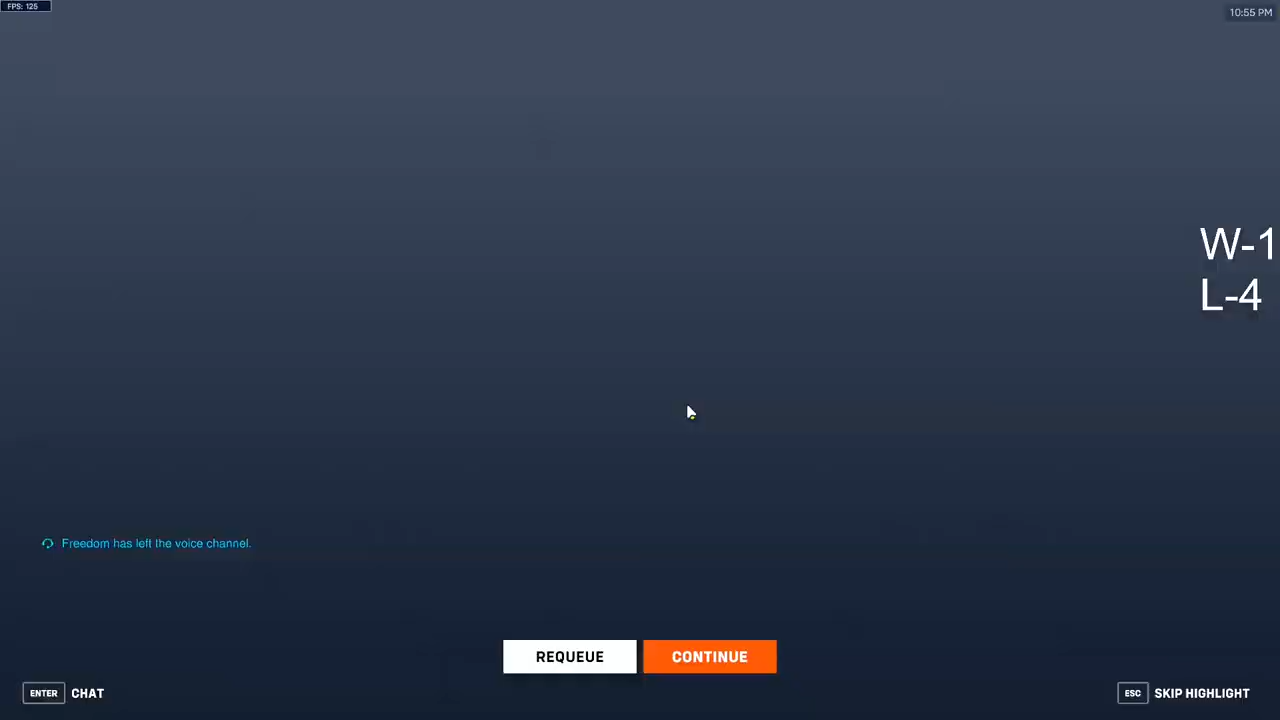 FPS: 125
10:55 PM
W-1
L-4
Freedom has left the voice channel.
REQUEUE
CONTINUE
ENTER CHAT
ESC SKIP HIGHLIGHT